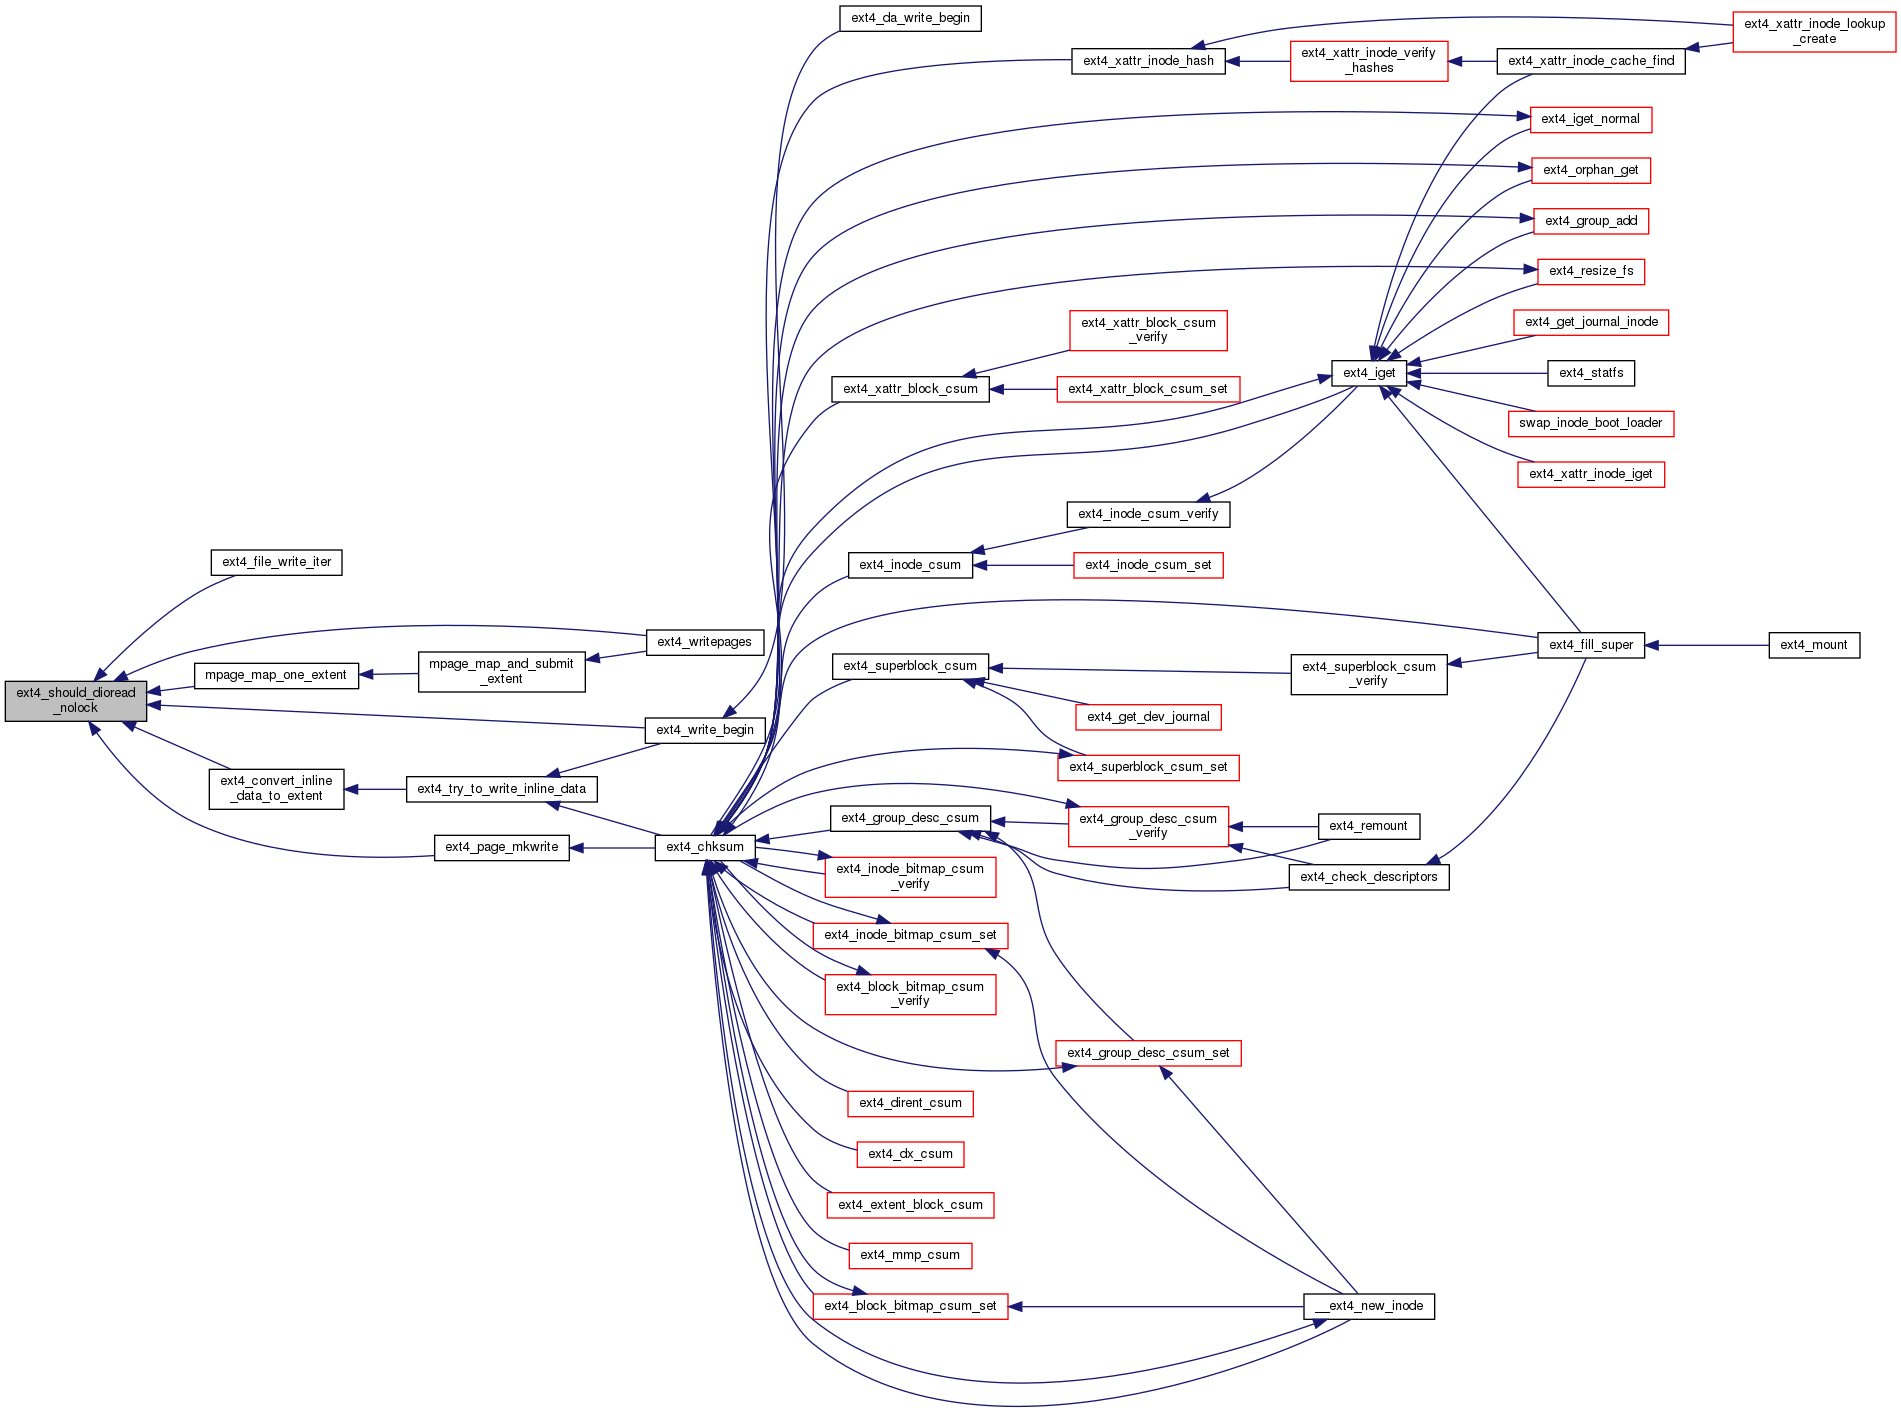 ext4_da_write_begin
ext4_xattr_inode_lookup
_create
ext4_xattr_inode_hash
ext4_xattr_inode_verify
_hashes
ext4_xattr_inode_cache_find
ext4_iget_normal
ext4_orphan_get
ext4_group_add
ext4_resize_fs
ext4_xattr_block_csum
_verify
ext4_get_journal_inode
ext4_iget
ext4_statfs
ext4_xattr_block_csum
ext4_xattr_block_csum_set
swap_inode_boot_loader
ext4_xattr_inode_iget
ext4_inode_csum_verify
ext4_file_write_iter
ext4_inode_csum
ext4_inode_csum_set
ext4_writepages
ext4_fill_super
ext4_mount
mpage_map_one_extent
mpage_map_and_submit
_extent
ext4_superblock_csum
ext4_superblock_csum
_verify
ext4_should_dioread
_nolock
ext4_get_dev_journal
ext4_write_begin
ext4_superblock_csum_set
ext4_convert_inline
_data_to_extent
ext4_try_to_write_inline_data
ext4_group_desc_csum
ext4_group_desc_csum
_verify
ext4_remount
ext4_page_mkwrite
ext4_chksum
ext4_inode_bitmap_csum
_verify
ext4_check_descriptors
ext4_inode_bitmap_csum_set
ext4_block_bitmap_csum
_verify
ext4_group_desc_csum_set
ext4_dirent_csum
ext4_dx_csum
ext4_extent_block_csum
ext4_mmp_csum
ext4_block_bitmap_csum_set
__ext4_new_inode